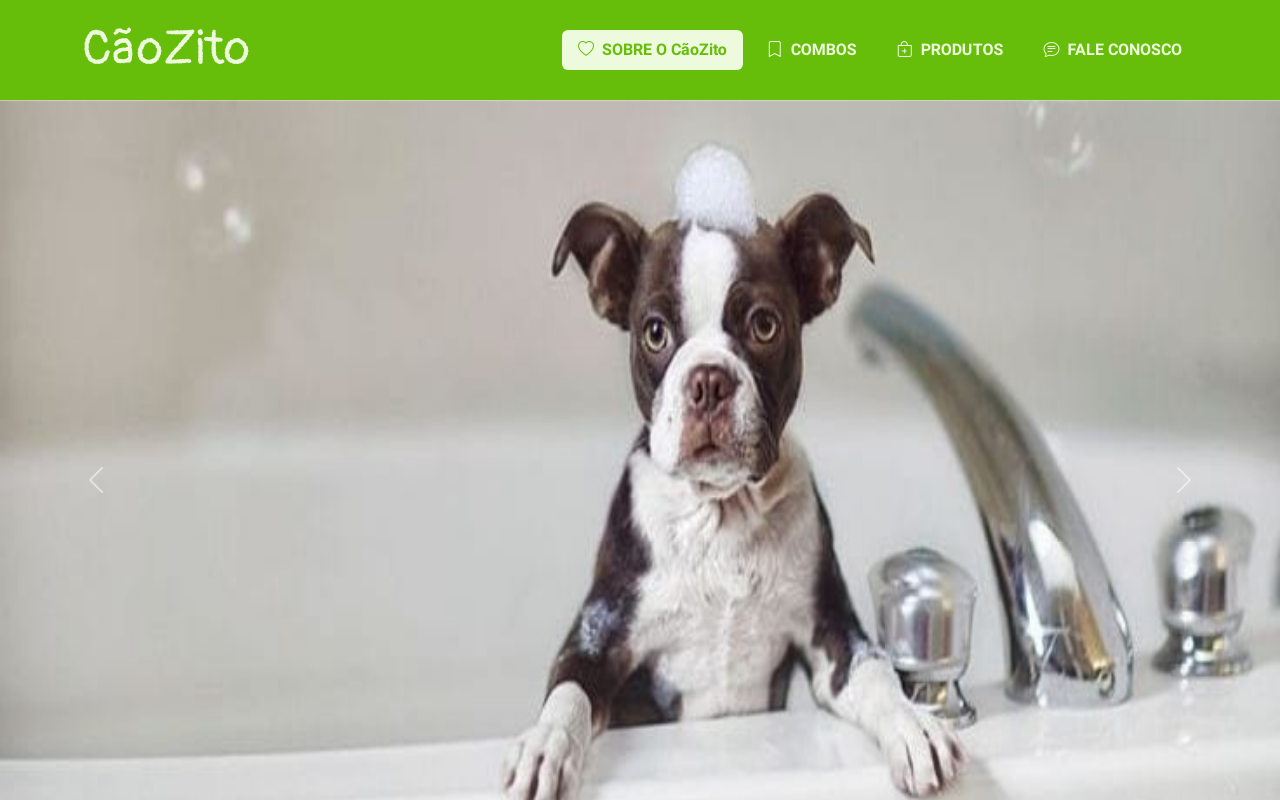 CãoZito
SOBRE O CãoZito
COMBOS
PRODUTOS
FALE CONOSCO